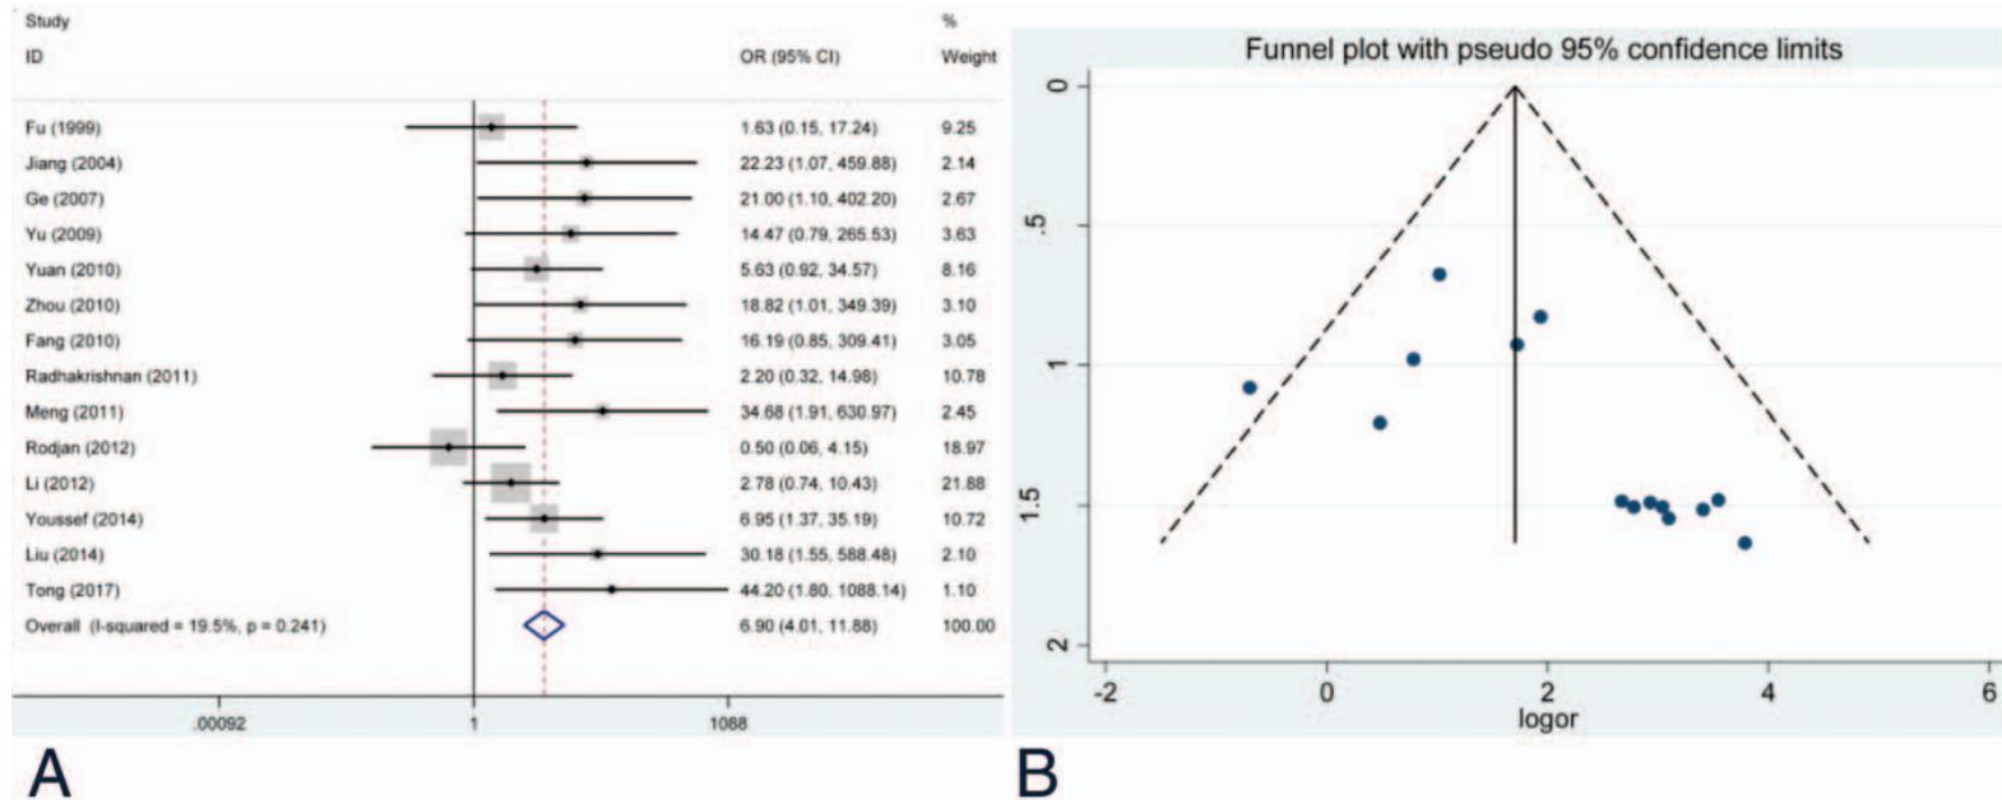 Study %
ID OR (95% CI) Weight
Fu (1999) 1.63 (0.15, 17.24) 9.25
Jiang (2004) 22.23 (1.07, 459.88) 2.14
Ge (2007) 21.00 (1.10, 402.20) 2.67
Yu (2009) 14.47 (0.79, 265.53) 3.63
Yuan (2010) 5.63 (0.92, 34.57) 8.16
Zhou (2010) 18.82 (1.01, 349.39) 3.10
Fang (2010) 16.19 (0.85, 309.41) 3.05
Radhakrishnan (2011) 2.20 (0.32, 14.98) 10.78
Meng (2011) 34.68 (1.91, 630.97) 2.45
Rodjan (2012) 0.50 (0.06, 4.15) 18.97
Li (2012) 2.78 (0.74, 10.43) 21.88
Youssef (2014) 6.95 (1.37, 35.19) 10.72
Liu (2014) 30.18 (1.55, 588.48) 2.10
Tong (2017) 44.20 (1.80, 1088.14) 1.10
Overall (I-squared = 19.5%, p = 0.241) 6.90 (4.01, 11.88) 100.00
.00092 1 1088
A
Funnel plot with pseudo 95% confidence limits
0
.5
1
1.5
2
-2 0 2 4 6
logor
B